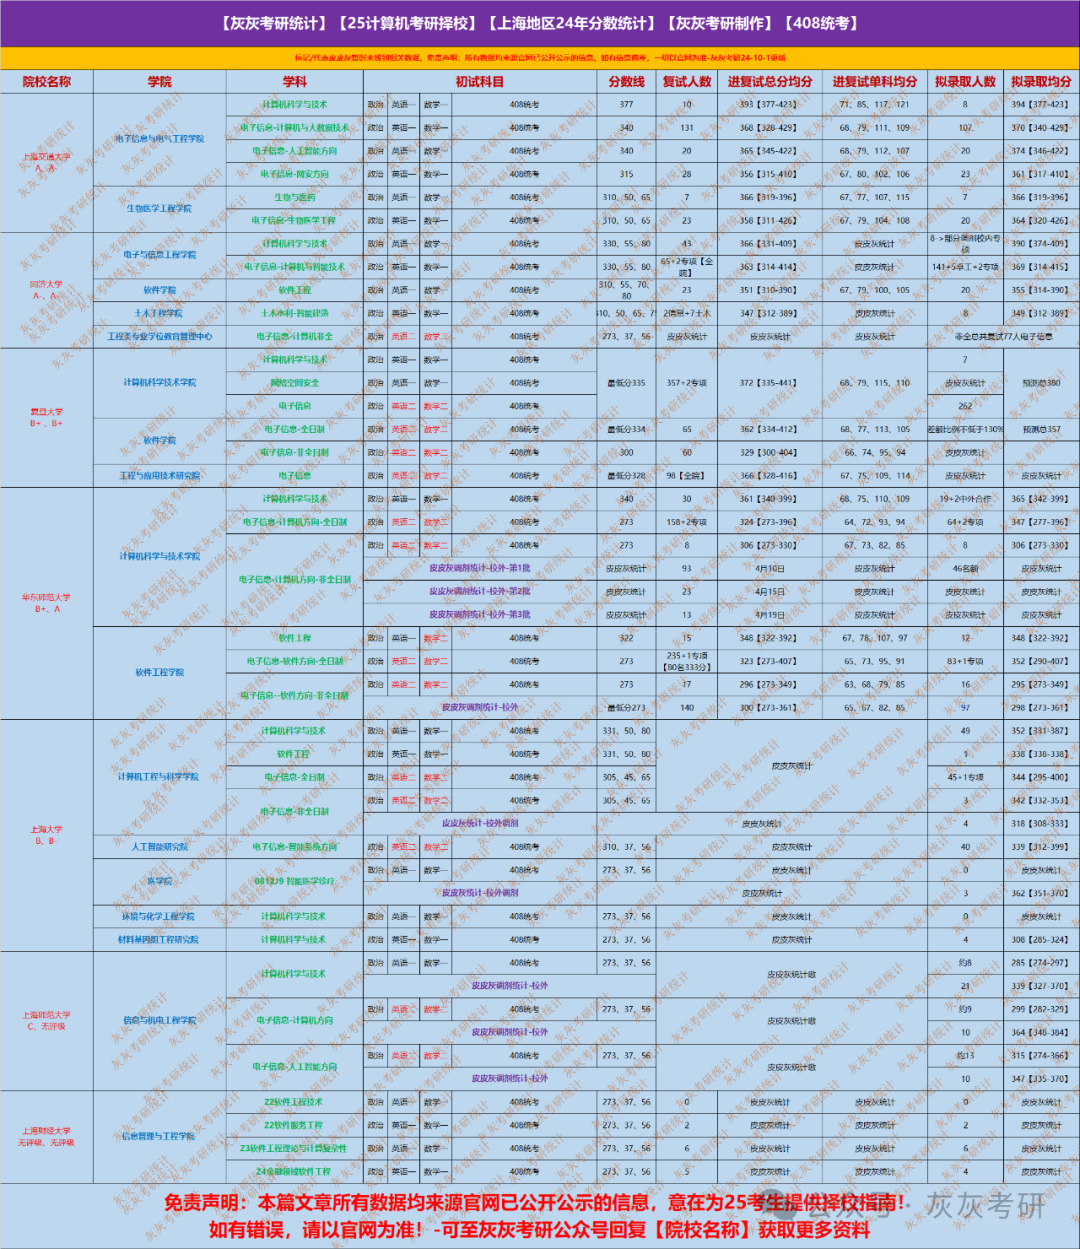 【灰灰考研统计】【25计算机考研择校】【上海地区24年分数统计】【灰灰考研制作】【408统考】
标记/代表皮皮灰暂时未找到相关数据，免责声明：所有数据均来源官网已公开公示的信息，如有信息偏差，一切以官网为准-灰灰考研24-10-1更新
院校名称 学院 学科 初试科目 分数线 复试人数 进复试总分均分 进复试单科均分 拟录取人数 拟录取均分
上海交通大学 A、A
电子信息与电气工程学院
计算机科学与技术 政治 英语一 数学一 408统考 377 10 393【377-423】 71、85、117、121 8 394【377-423】
电子信息-计算机与大数据技术 政治 英语一 数学一 408统考 340 131 368【328-429】 68、79、111、109 107 370【340-429】
电子信息-人工智能方向 政治 英语一 数学一 408统考 340 20 365【345-422】 68、79、112、107 20 374【346-422】
电子信息-网安方向 政治 英语一 数学一 408统考 315 28 356【315-410】 67、80、102、106 23 361【317-410】
生物医学工程学院
生物与医药 政治 英语一 数学一 408统考 310、50、65 7 366【319-396】 67、77、107、115 7 366【319-396】
电子信息-生物医学工程 政治 英语一 数学一 408统考 310、50、65 23 358【311-426】 67、79、104、108 20 364【320-426】
同济大学 A-、A-
电子与信息工程学院
计算机科学与技术 政治 英语一 数学一 408统考 330、55、80 43 366【331-409】 皮皮灰统计 8->部分调剂校内专硕 390【374-409】
电子信息-计算机与智能技术 政治 英语一 数学一 408统考 330、55、80 65+2专项【全院】 363【314-414】 皮皮灰统计 141+5卓工+2专项 369【314-415】
软件学院 软件工程 政治 英语一 数学一 408统考 310、55、70、80 23 351【310-390】 67、79、100、105 20 355【314-390】
土木工程学院 土木水利-智能建造 政治 英语一 数学一 408统考 310、50、65、75 2信息+7土木 347【312-389】 皮皮灰统计 8 349【312-389】
工程类专业学位教育管理中心 电子信息-计算机非全 政治 英语二 数学二 408统考 273、37、56 皮皮灰统计 皮皮灰统计 皮皮灰统计 非全总共复试77人电子信息
复旦大学 B+、B+
计算机科学技术学院
计算机科学与技术 政治 英语一 数学一 408统考 7
网络空间安全 政治 英语一 数学一 408统考 最低分335 357+2专项 372【335-441】 68、79、115、110 皮皮灰统计 预测总380
电子信息 政治 英语二 数学二 408统考 262
软件学院
电子信息-全日制 政治 英语二 数学二 408统考 最低分334 65 362【334-412】 68、77、113、105 差额比例不低于130% 预测总357
电子信息-非全日制 政治 英语二 数学二 408统考 300 60 329【300-404】 66、74、95、94 皮皮灰统计
工程与应用技术研究院 电子信息 政治 英语二 数学二 408统考 最低分328 98【全院】 366【328-416】 67、75、109、114 皮皮灰统计 皮皮灰统计
华东师范大学 B+、A
计算机科学与技术学院
计算机科学与技术 政治 英语一 数学一 408统考 340 30 361【340-399】 68、75、110、109 19+2中外合作 365【342-399】
电子信息-计算机方向-全日制 政治 英语二 数学二 408统考 273 158+2专项 324【273-396】 64、72、93、94 64+2专项 347【277-396】
电子信息-计算机方向-非全日制 政治 英语二 数学二 408统考 273 8 306【273-330】 67、73、82、85 8 306【273-330】
皮皮灰调剂统计-校外-第1批 皮皮灰统计 93 4月10日 皮皮灰统计 46名额 皮皮灰统计
皮皮灰调剂统计-校外-第2批 皮皮灰统计 23 4月15日 皮皮灰统计 皮皮灰统计 皮皮灰统计
皮皮灰调剂统计-校外-第3批 皮皮灰统计 13 4月19日 皮皮灰统计 皮皮灰统计 皮皮灰统计
软件工程学院
软件工程 政治 英语一 数学二 408统考 322 15 348【322-392】 67、78、107、97 12 348【322-392】
电子信息-软件方向-全日制 政治 英语二 数学二 408统考 273 235+1专项【80名333分】 323【273-407】 65、73、95、91 83+1专项 352【290-407】
电子信息--软件方向-非全日制 政治 英语二 数学二 408统考 273 17 296【273-349】 63、68、79、85 16 295【273-349】
皮皮灰调剂统计-校外 最低分273 140 300【273-361】 65、67、82、85 97 298【273-361】
上海大学 B、B
计算机工程与科学学院
计算机科学与技术 政治 英语一 数学一 408统考 331、50、80 皮皮灰统计 49 352【331-387】
软件工程 政治 英语一 数学一 408统考 331、50、80 1 338【338-338】
电子信息-全日制 政治 英语二 数学二 408统考 305、45、65 45+1专项 344【295-400】
电子信息-非全日制 政治 英语二 数学二 408统考 305、45、65 3 342【332-353】
皮皮灰统计-校外调剂 皮皮灰统计 4 318【308-333】
人工智能研究院 电子信息-智能系统方向 政治 英语二 数学二 408统考 310、37、56 皮皮灰统计 40 339【312-399】
医学院 0812J9 智能医学诊疗 政治 英语一 数学一 408统考 273、37、56 皮皮灰统计 0 皮皮灰统计
皮皮灰统计-校外调剂 皮皮灰统计 3 362【351-370】
环境与化学工程学院 计算机科学与技术 政治 英语一 数学一 408统考 273、37、56 皮皮灰统计 0 皮皮灰统计
材料基因组工程研究院 计算机科学与技术 政治 英语一 数学一 408统考 273、37、56 皮皮灰统计 4 308【285-324】
上海师范大学 C、无评级
信息与机电工程学院
计算机科学与技术 政治 英语一 数学一 408统考 273、37、56 皮皮灰统计嗷 约8 285【274-297】
皮皮灰调剂统计-校外 21 339【327-370】
电子信息-计算机方向 政治 英语二 数学二 408统考 273、37、56 皮皮灰统计嗷 约9 299【282-329】
皮皮灰调剂统计-校外 10 364【348-384】
电子信息-人工智能方向 政治 英语二 数学二 408统考 273、37、56 皮皮灰统计嗷 约13 315【274-366】
皮皮灰调剂统计-校外 10 347【335-370】
上海财经大学 无评级、无评级
信息管理与工程学院
Z2软件工程技术 政治 英语一 数学一 408统考 273、37、56 0 皮皮灰统计 皮皮灰统计 0 皮皮灰统计
Z2软件服务工程 政治 英语一 数学一 408统考 273、37、56 2 皮皮灰统计 皮皮灰统计 2 皮皮灰统计
Z3软件工程理论与计算复杂性 政治 英语一 数学一 408统考 273、37、56 6 皮皮灰统计 皮皮灰统计 6 皮皮灰统计
Z4金融领域软件工程 政治 英语一 数学一 408统考 273、37、56 5 皮皮灰统计 皮皮灰统计 4 皮皮灰统计
免责声明：本篇文章所有数据均来源官网已公开公示的信息，意在为25考生提供择校指南！
如有错误，请以官网为准！-可至灰灰考研公众号回复【院校名称】获取更多资料
公众号·灰灰考研